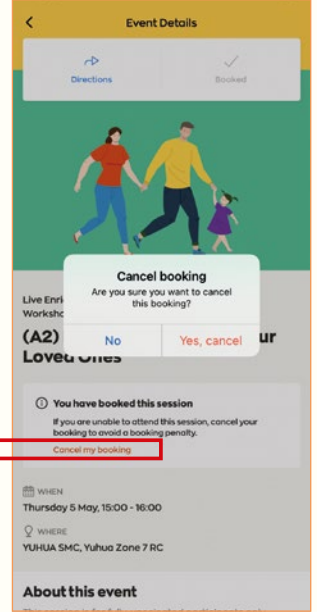 Event Details
Directions
Booked
Cancel booking
Are you sure you want to cancel
this booking?
No
Yes, cancel
Live Enri
Worksho
(A2)
ur
Loved Ones
You have booked this session
If you are unable to attend this session, cancel your
booking to avoid a booking penalty.
Cancel my booking
WHEN
Thursday 5 May, 15:00 - 16:00
WHERE
YUHUA SMC, Yuhua Zone 7 RC
About this event